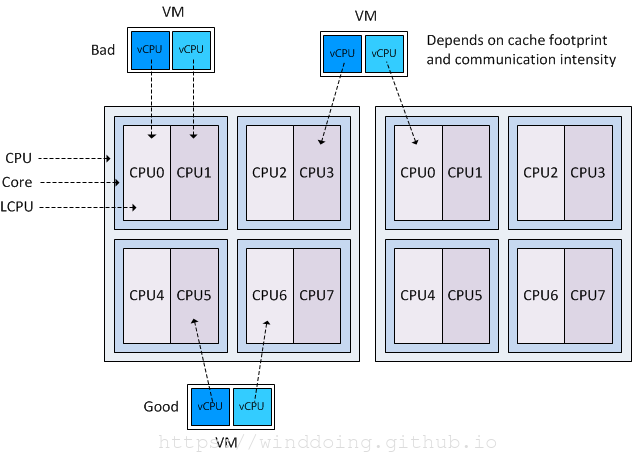 VM
VM
Bad
vCPU
vCPU
vCPU
vCPU
Depends on cache footprint
and communication intensity
CPU
Core
LCPU
CPU0
CPU1
CPU2
CPU3
CPU0
CPU1
CPU2
CPU3
CPU4
CPU5
CPU6
CPU7
CPU4
CPU5
CPU6
CPU7
Good
vCPU
vCPU
VM
https://winddoing.github.io